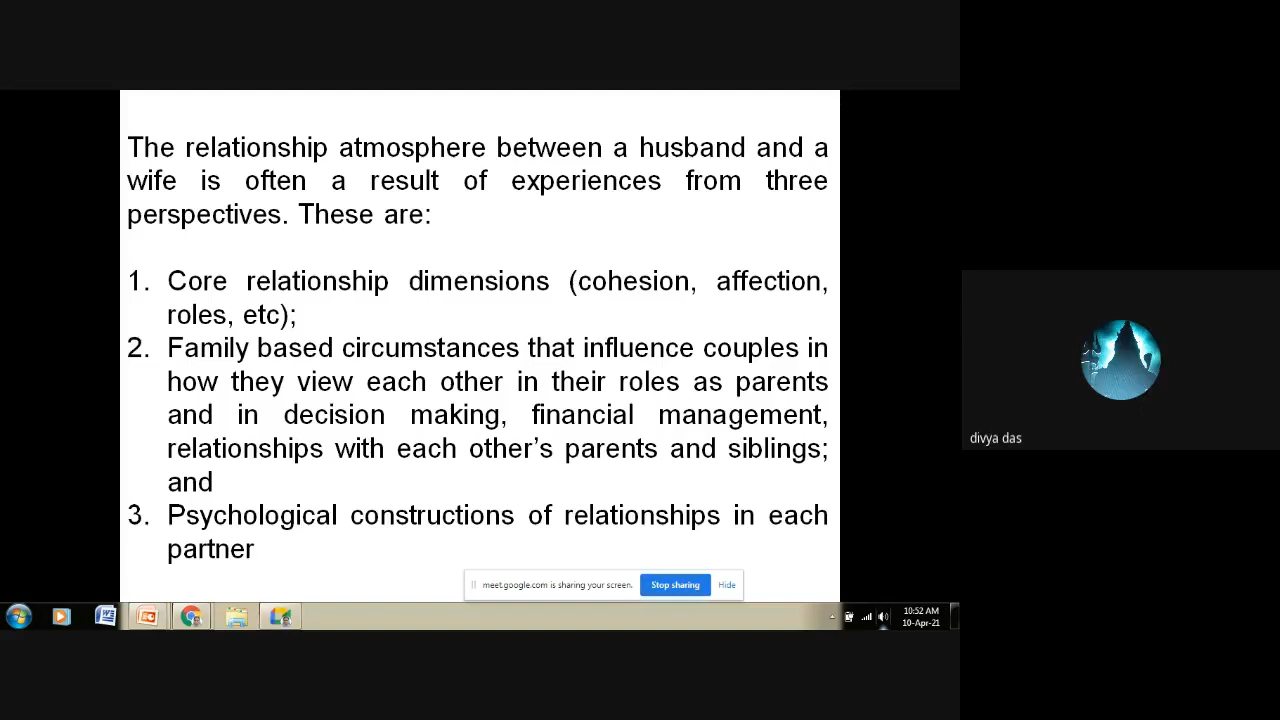 The relationship atmosphere between a husband and a
wife is often a result of experiences from three
perspectives. These are:
1. Core relationship dimensions (cohesion, affection,
roles, etc);
2. Family based circumstances that influence couples in
how they view each other in their roles as parents
and in decision making, financial management,
relationships with each other’s parents and siblings;
and
3. Psychological constructions of relationships in each
partner
divya das
meet.google.com is sharing your screen. Stop sharing Hide
10:52 AM
10-Apr-21